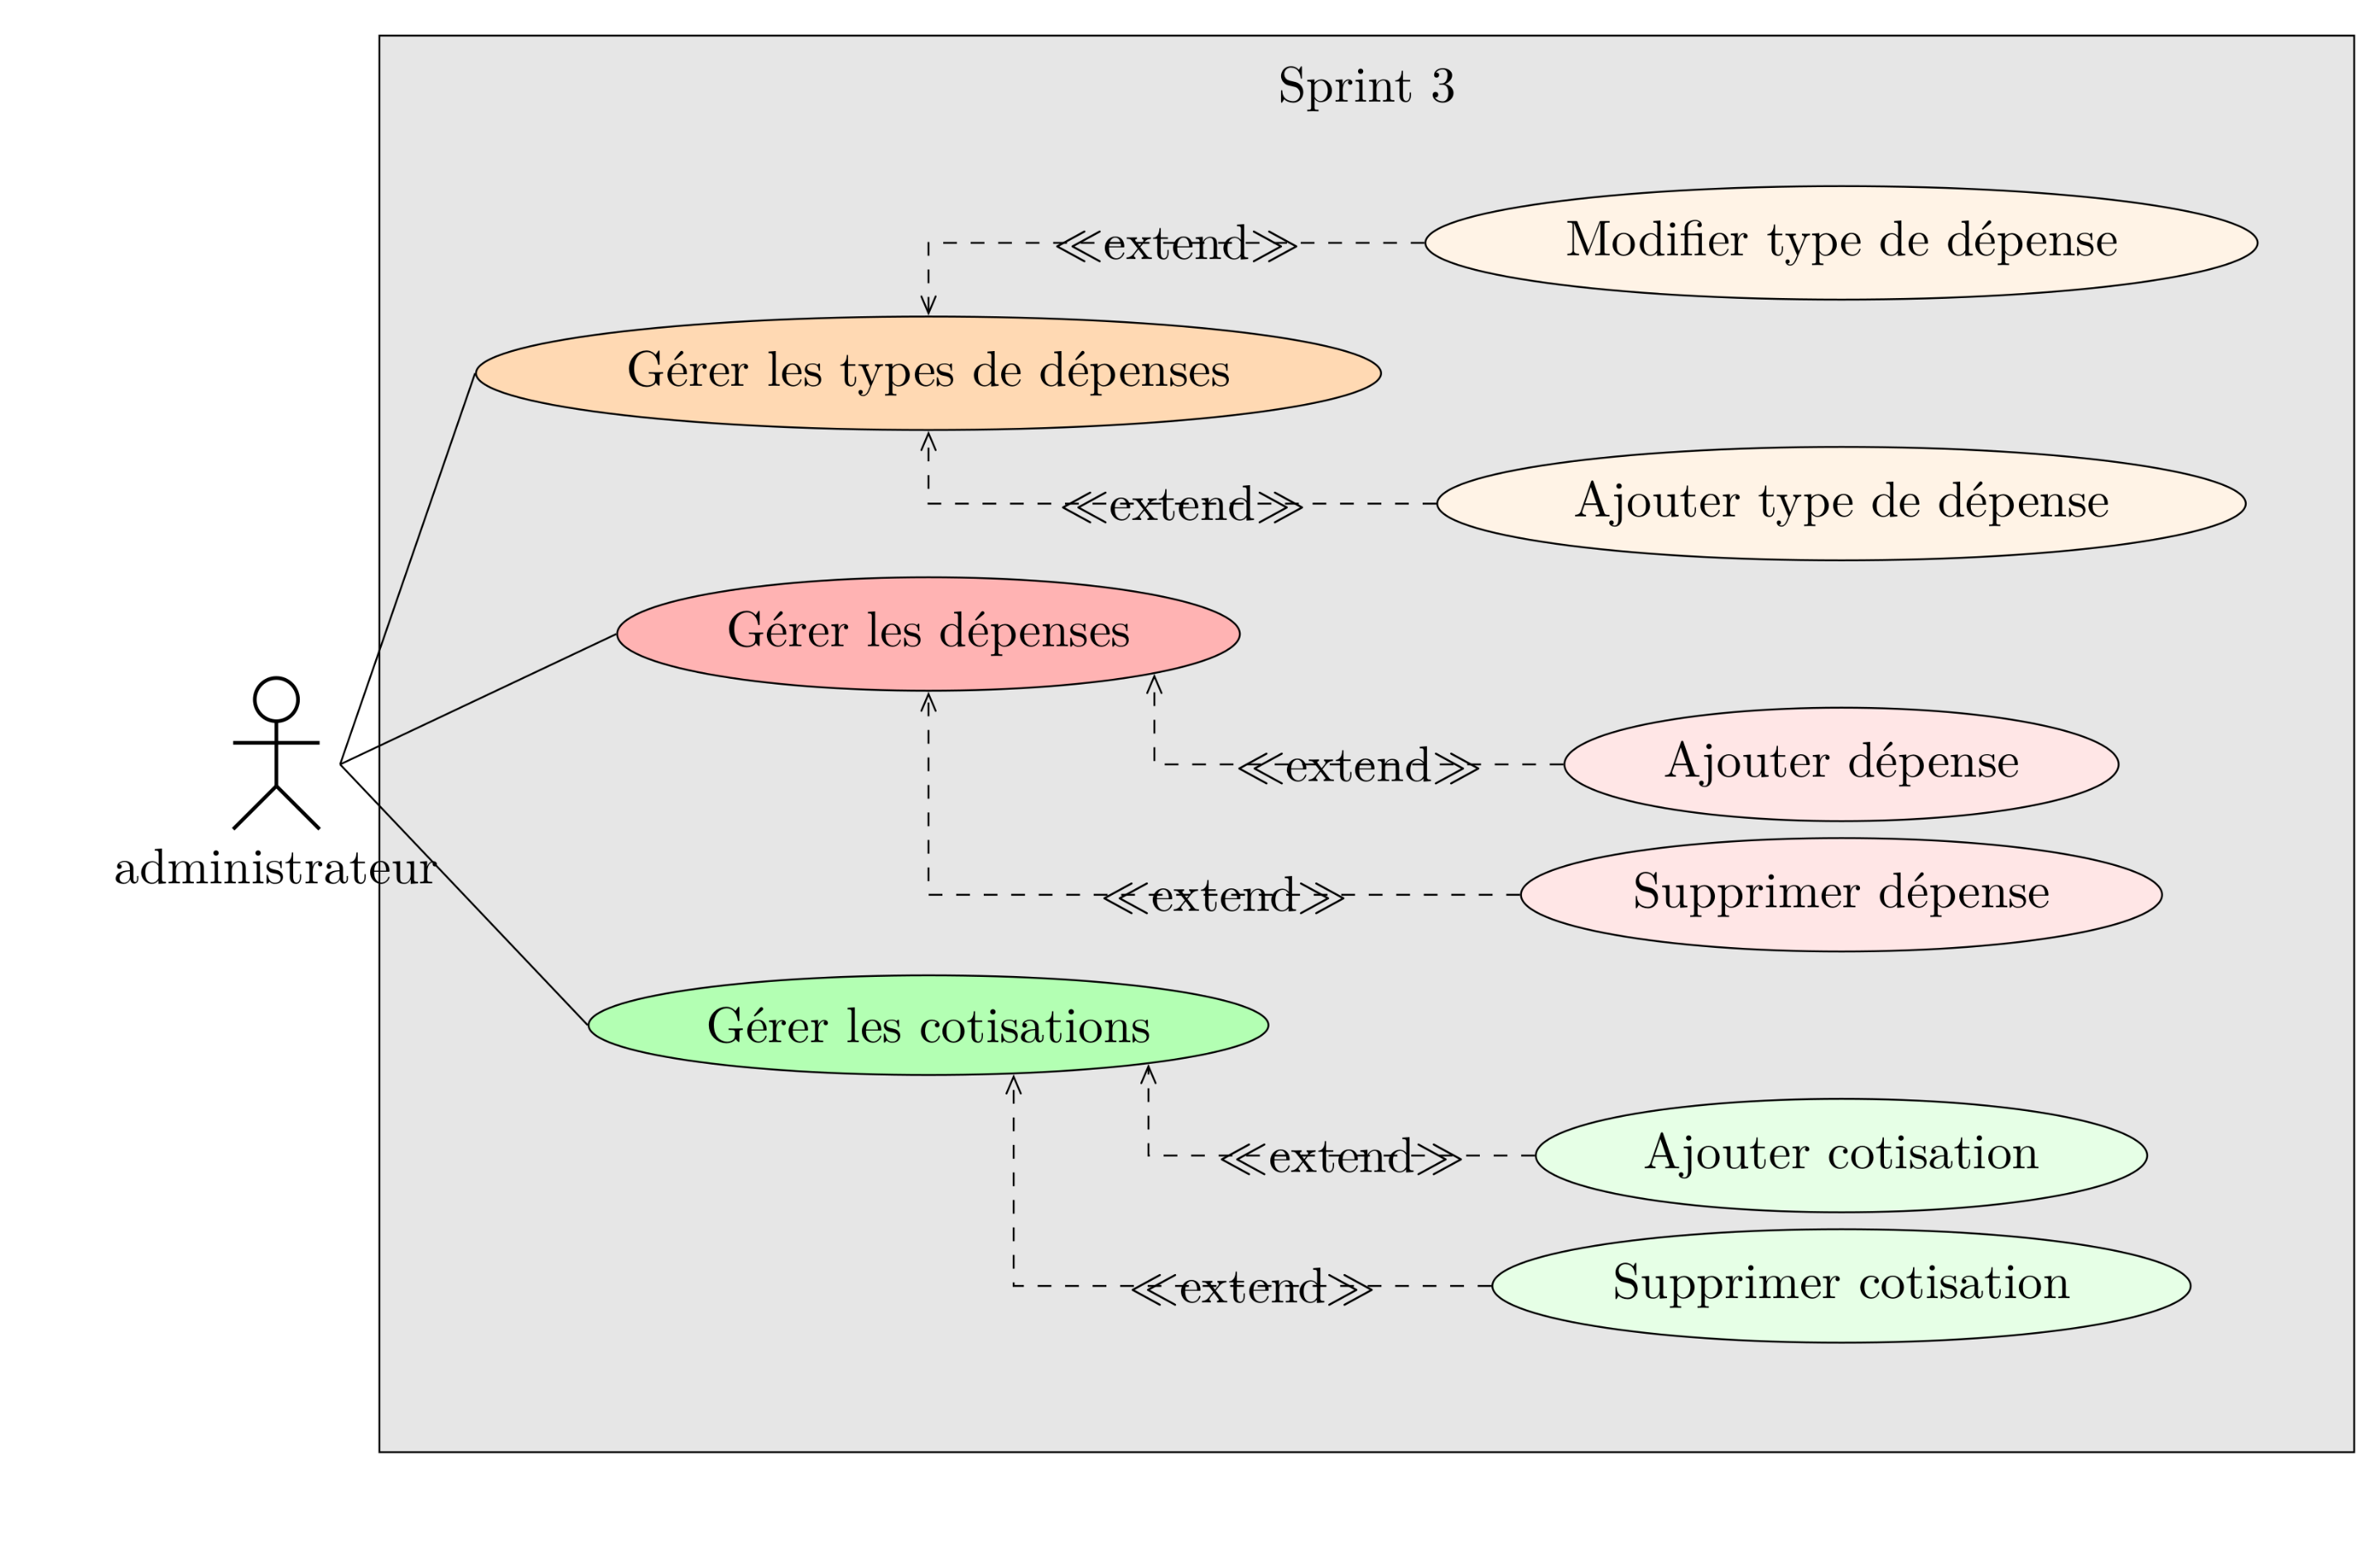 Sprint 3
≪extend≫
Modifier type de dépense
Gérer les types de dépenses
≪extend≫
Ajouter type de dépense
Gérer les dépenses
≪extend≫
Ajouter dépense
administrateur
≪extend≫
Supprimer dépense
Gérer les cotisations
≪extend≫
Ajouter cotisation
≪extend≫
Supprimer cotisation